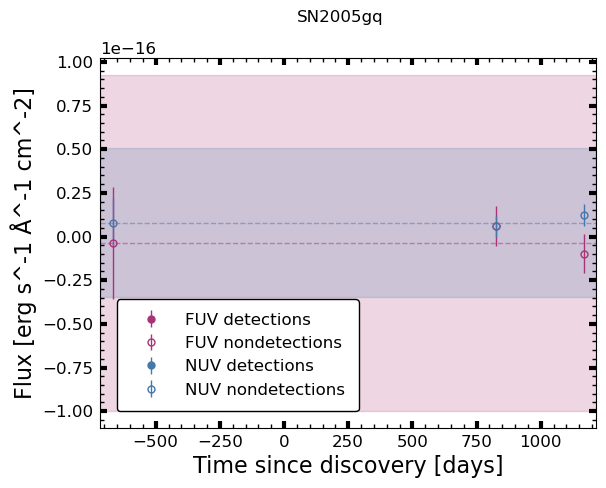 SN2005gq
1e−16
1.00
0.75
0.50
0.25
0.00
−0.25
−0.50
−0.75
−1.00
Flux [erg s^-1 Å^-1 cm^-2]
FUV detections
FUV nondetections
NUV detections
NUV nondetections
−500 −250 0 250 500 750 1000
Time since discovery [days]